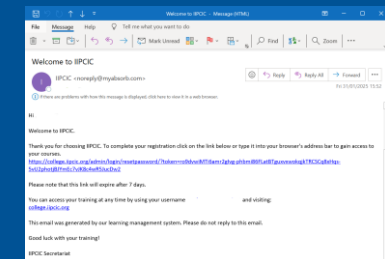 Welcome to IIPCIC - Message (HTML)
File Message Help Tell me what you want to do
Mark Unread Find Zoom
Welcome to IIPCIC
IIPCIC <noreply@myabsorb.com>
Reply Reply All Forward
Fri 31/01/2025 15:52
If there are problems with how this message is displayed, click here to view it in a web browser.
Hi
Welcome to IIPCIC.
Thank you for choosing IIPCIC. To complete your registration click on the link below or type it into your browser's address bar to gain access to
your courses.
Please note that this link will expire after 7 days.
You can access your training at any time by using your username and visiting:
college.iipcic.org
This email was generated by our learning management system. Please do not reply to this email.
Good luck with your training!
IIPCIC Secretariat